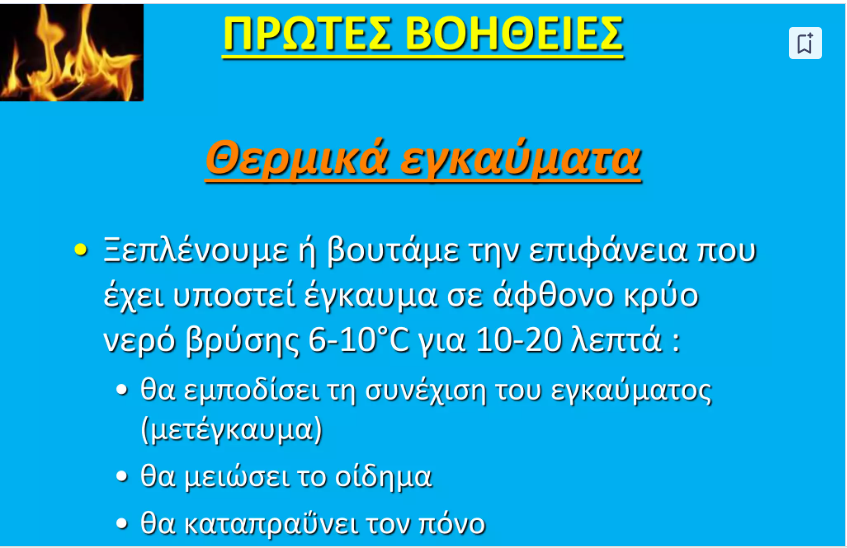 ΠΡΩΤΕΣ ΒΟΗΘΕΙΕΣ
Θερμικά εγκαύματα
• Ξεπλένουμε ή βουτάμε την επιφάνεια που
έχει υποστεί έγκαυμα σε άφθονο κρύο
νερό βρύσης 6-10°C για 10-20 λεπτά :
• θα εμποδίσει τη συνέχιση του εγκαύματος
(μετέγκαυμα)
• θα μειώσει το οίδημα
• θα καταπραΰνει τον πόνο